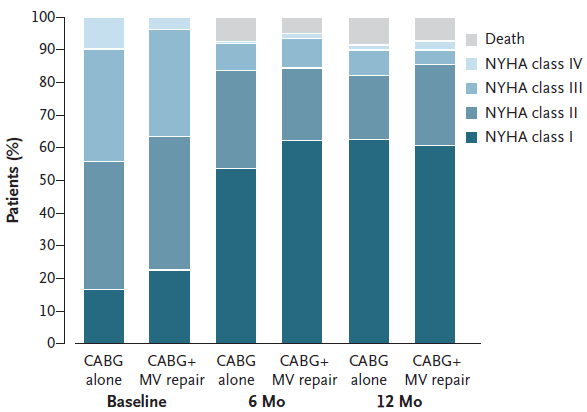 100
90
80
70
60
50
40
30
20
10
0
Patients (%)
Death
NYHA class IV
NYHA class III
NYHA class II
NYHA class I
CABG alone
CABG+ MV repair
CABG alone
CABG+ MV repair
CABG alone
CABG+ MV repair
Baseline
6 Mo
12 Mo